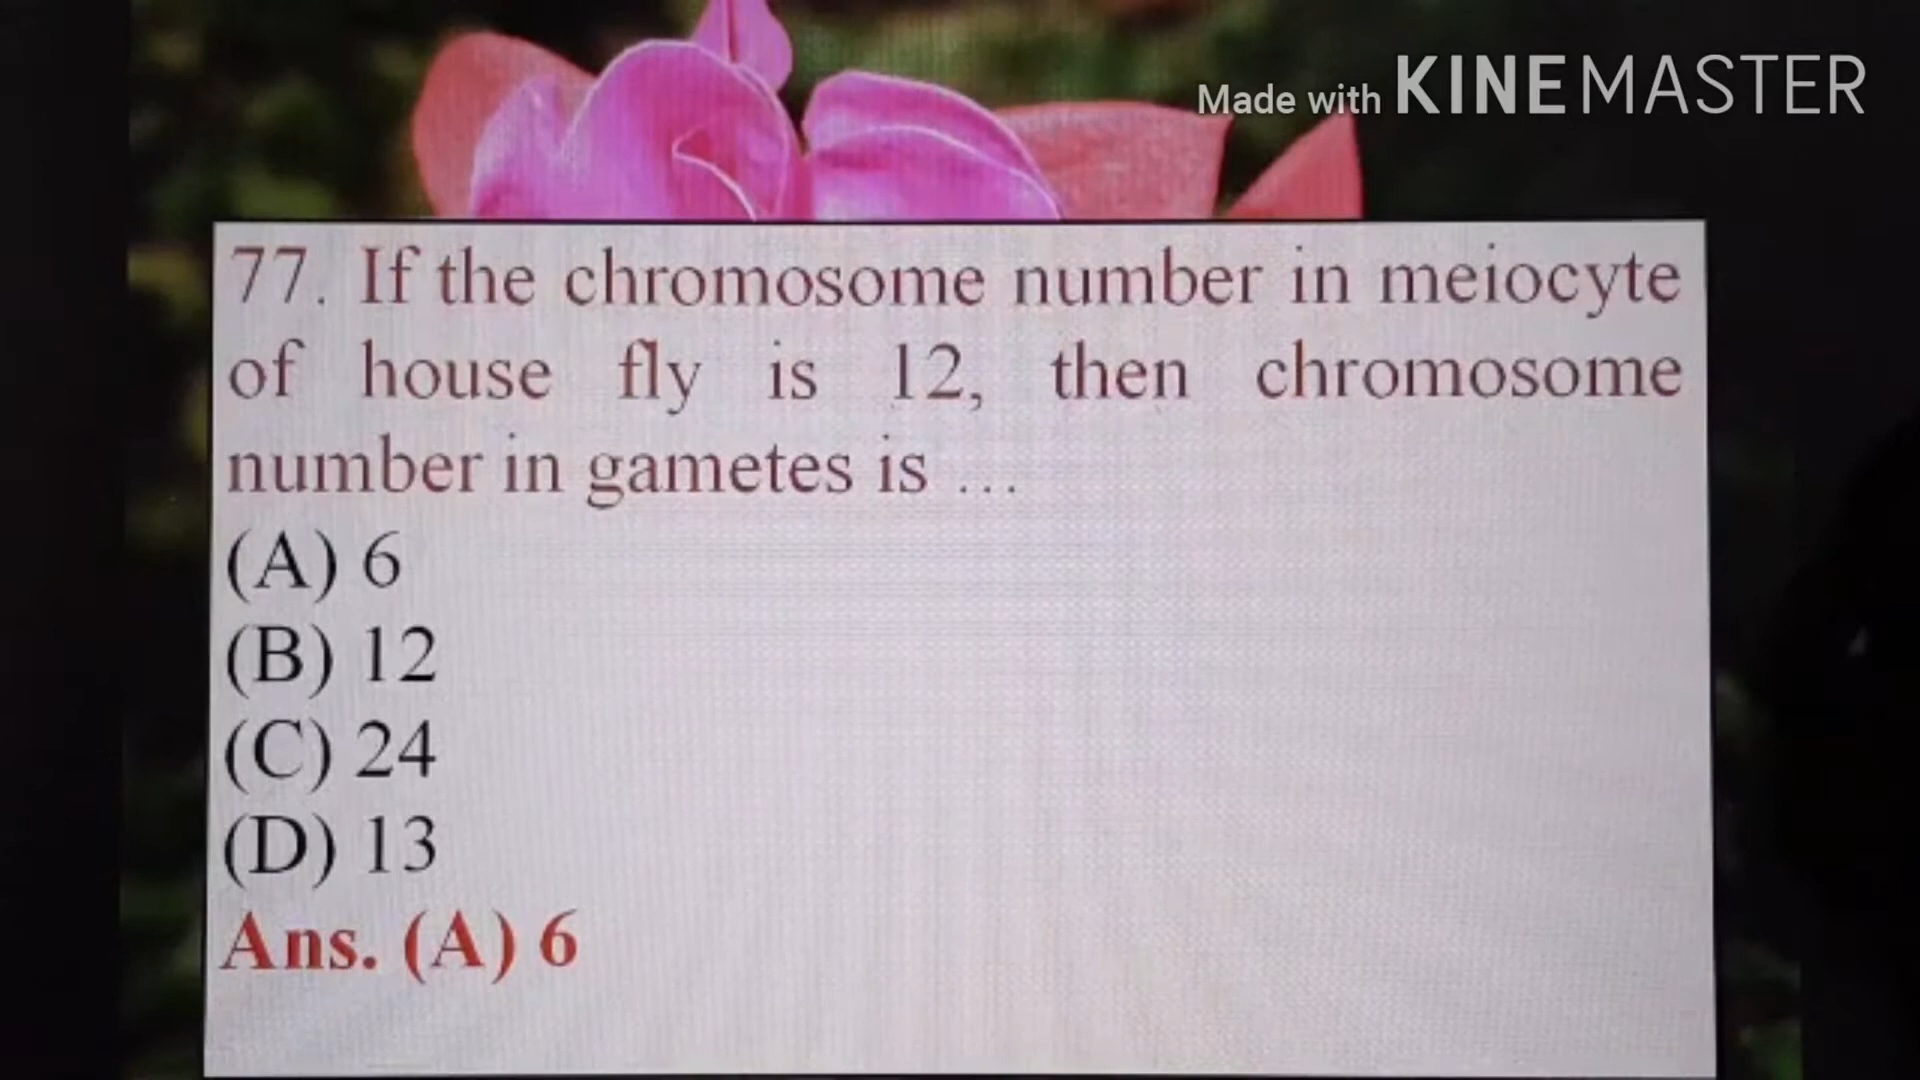 Made with KINEMASTER
77. If the chromosome number in meiocyte
of house fly is 12, then chromosome
number in gametes is ...
(A) 6
(B) 12
(C) 24
(D) 13
Ans. (A) 6